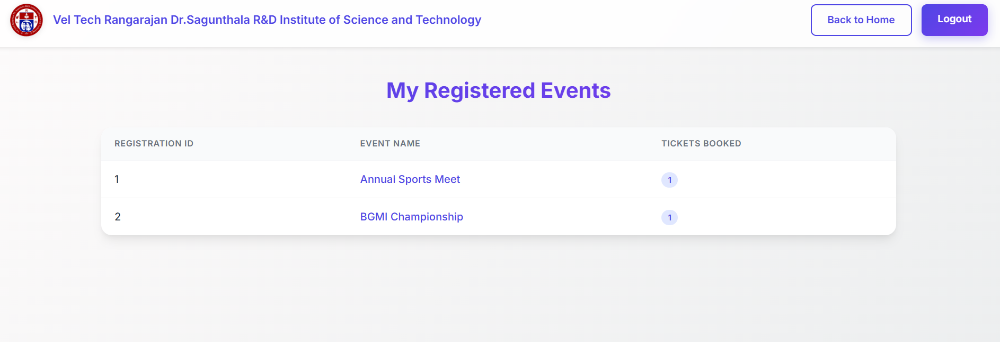 Vel Tech Rangarajan Dr.Sagunthala R&D Institute of Science and Technology
Back to Home
Logout
My Registered Events
REGISTRATION ID EVENT NAME TICKETS BOOKED
1 Annual Sports Meet 1
2 BGMI Championship 1